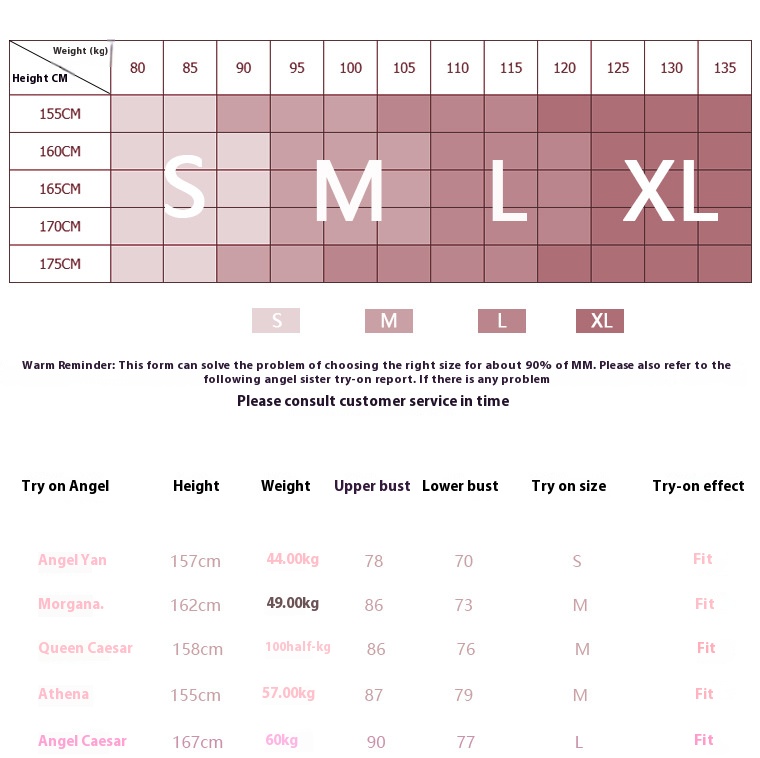 Weight (kg)
Height CM
80 85 90 95 100 105 110 115 120 125 130 135
155CM
160CM
165CM
170CM
175CM
S M L XL
S M L XL
Warm Reminder: This form can solve the problem of choosing the right size for about 90% of MM. Please also refer to the
following angel sister try-on report. If there is any problem
Please consult customer service in time
Try on Angel Height Weight Upper bust Lower bust Try on size Try-on effect
Angel Yan 157cm 44.00kg 78 70 S Fit
Morgana. 162cm 49.00kg 86 73 M Fit
Queen Caesar 158cm 100half-kg 86 76 M Fit
Athena 155cm 57.00kg 87 79 M Fit
Angel Caesar 167cm 60kg 90 77 L Fit